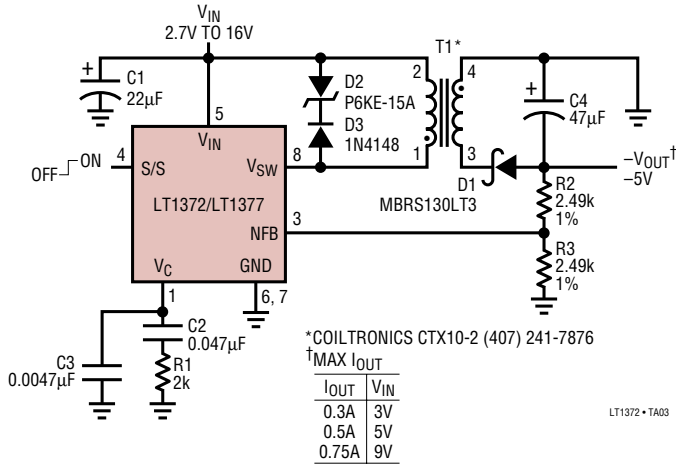 VIN
2.7V TO 16V
T1*
+
C1
22µF
D2
P6KE-15A
D3
1N4148
2
4
1
3
+
C4
47µF
5
VIN
4
OFF
ON
S/S
VSW
8
LT1372/LT1377
NFB
3
VC
GND
1
6, 7
D1
MBRS130LT3
–VOUT†
–5V
R2
2.49k
1%
R3
2.49k
1%
C2
0.047µF
C3
0.0047µF
R1
2k
*COILTRONICS CTX10-2 (407) 241-7876
†MAX IOUT
IOUT VIN
0.3A 3V
0.5A 5V
0.75A 9V
LT1372 • TA03